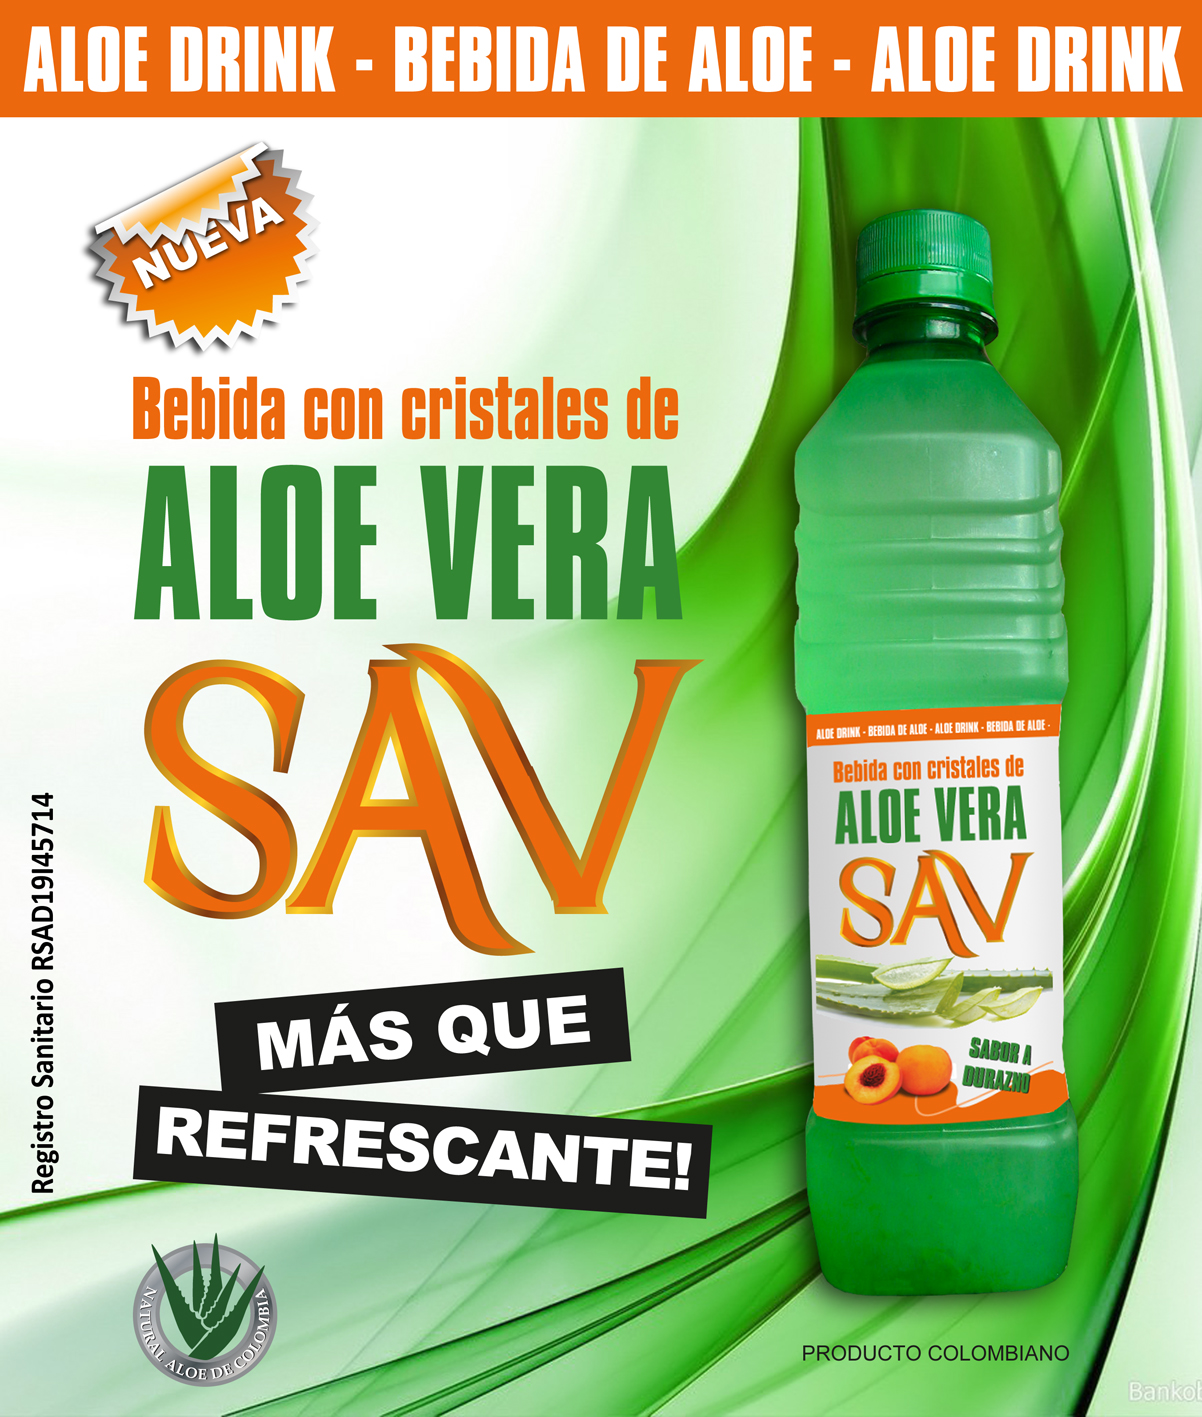 ALOE DRINK - BEBIDA DE ALOE - ALOE DRINK
NUEVA
Bebida con cristales de
ALOE VERA
SAV
MÁS QUE
REFRESCANTE!
Registro Sanitario RSAD19I45714
NATURAL ALOE DE COLOMBIA
ALOE DRINK - BEBIDA DE ALOE - ALOE DRINK - BEBIDA DE ALOE -
Bebida con cristales de
ALOE VERA
SAV
SABOR A
DURAZNO
PRODUCTO COLOMBIANO